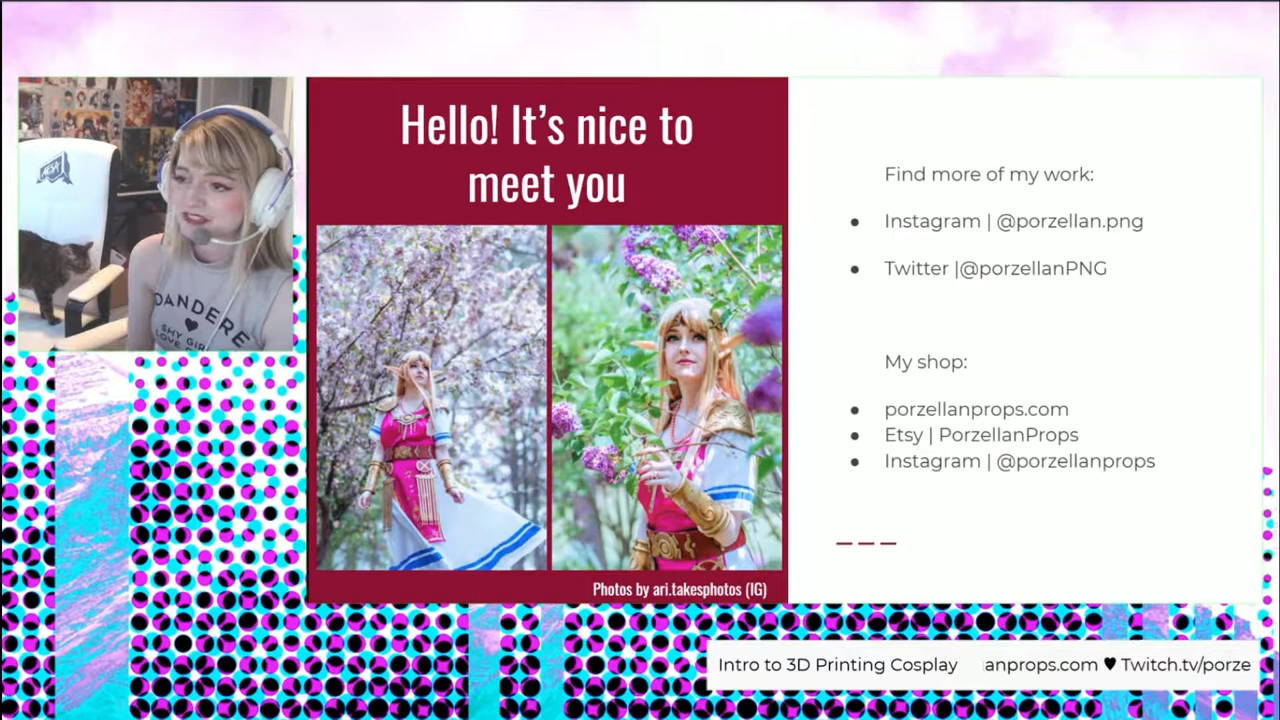 Hello! It's nice to
meet you
Photos by ari.takesphotos (IG)
Find more of my work:
● Instagram | @porzellan.png
● Twitter |@porzellanPNG
My shop:
● porzellanprops.com
● Etsy | PorzellanProps
● Instagram | @porzellanprops
DANDERE
SHY GIR
LOVE
Intro to 3D Printing Cosplay
anprops.com ♥ Twitch.tv/porze